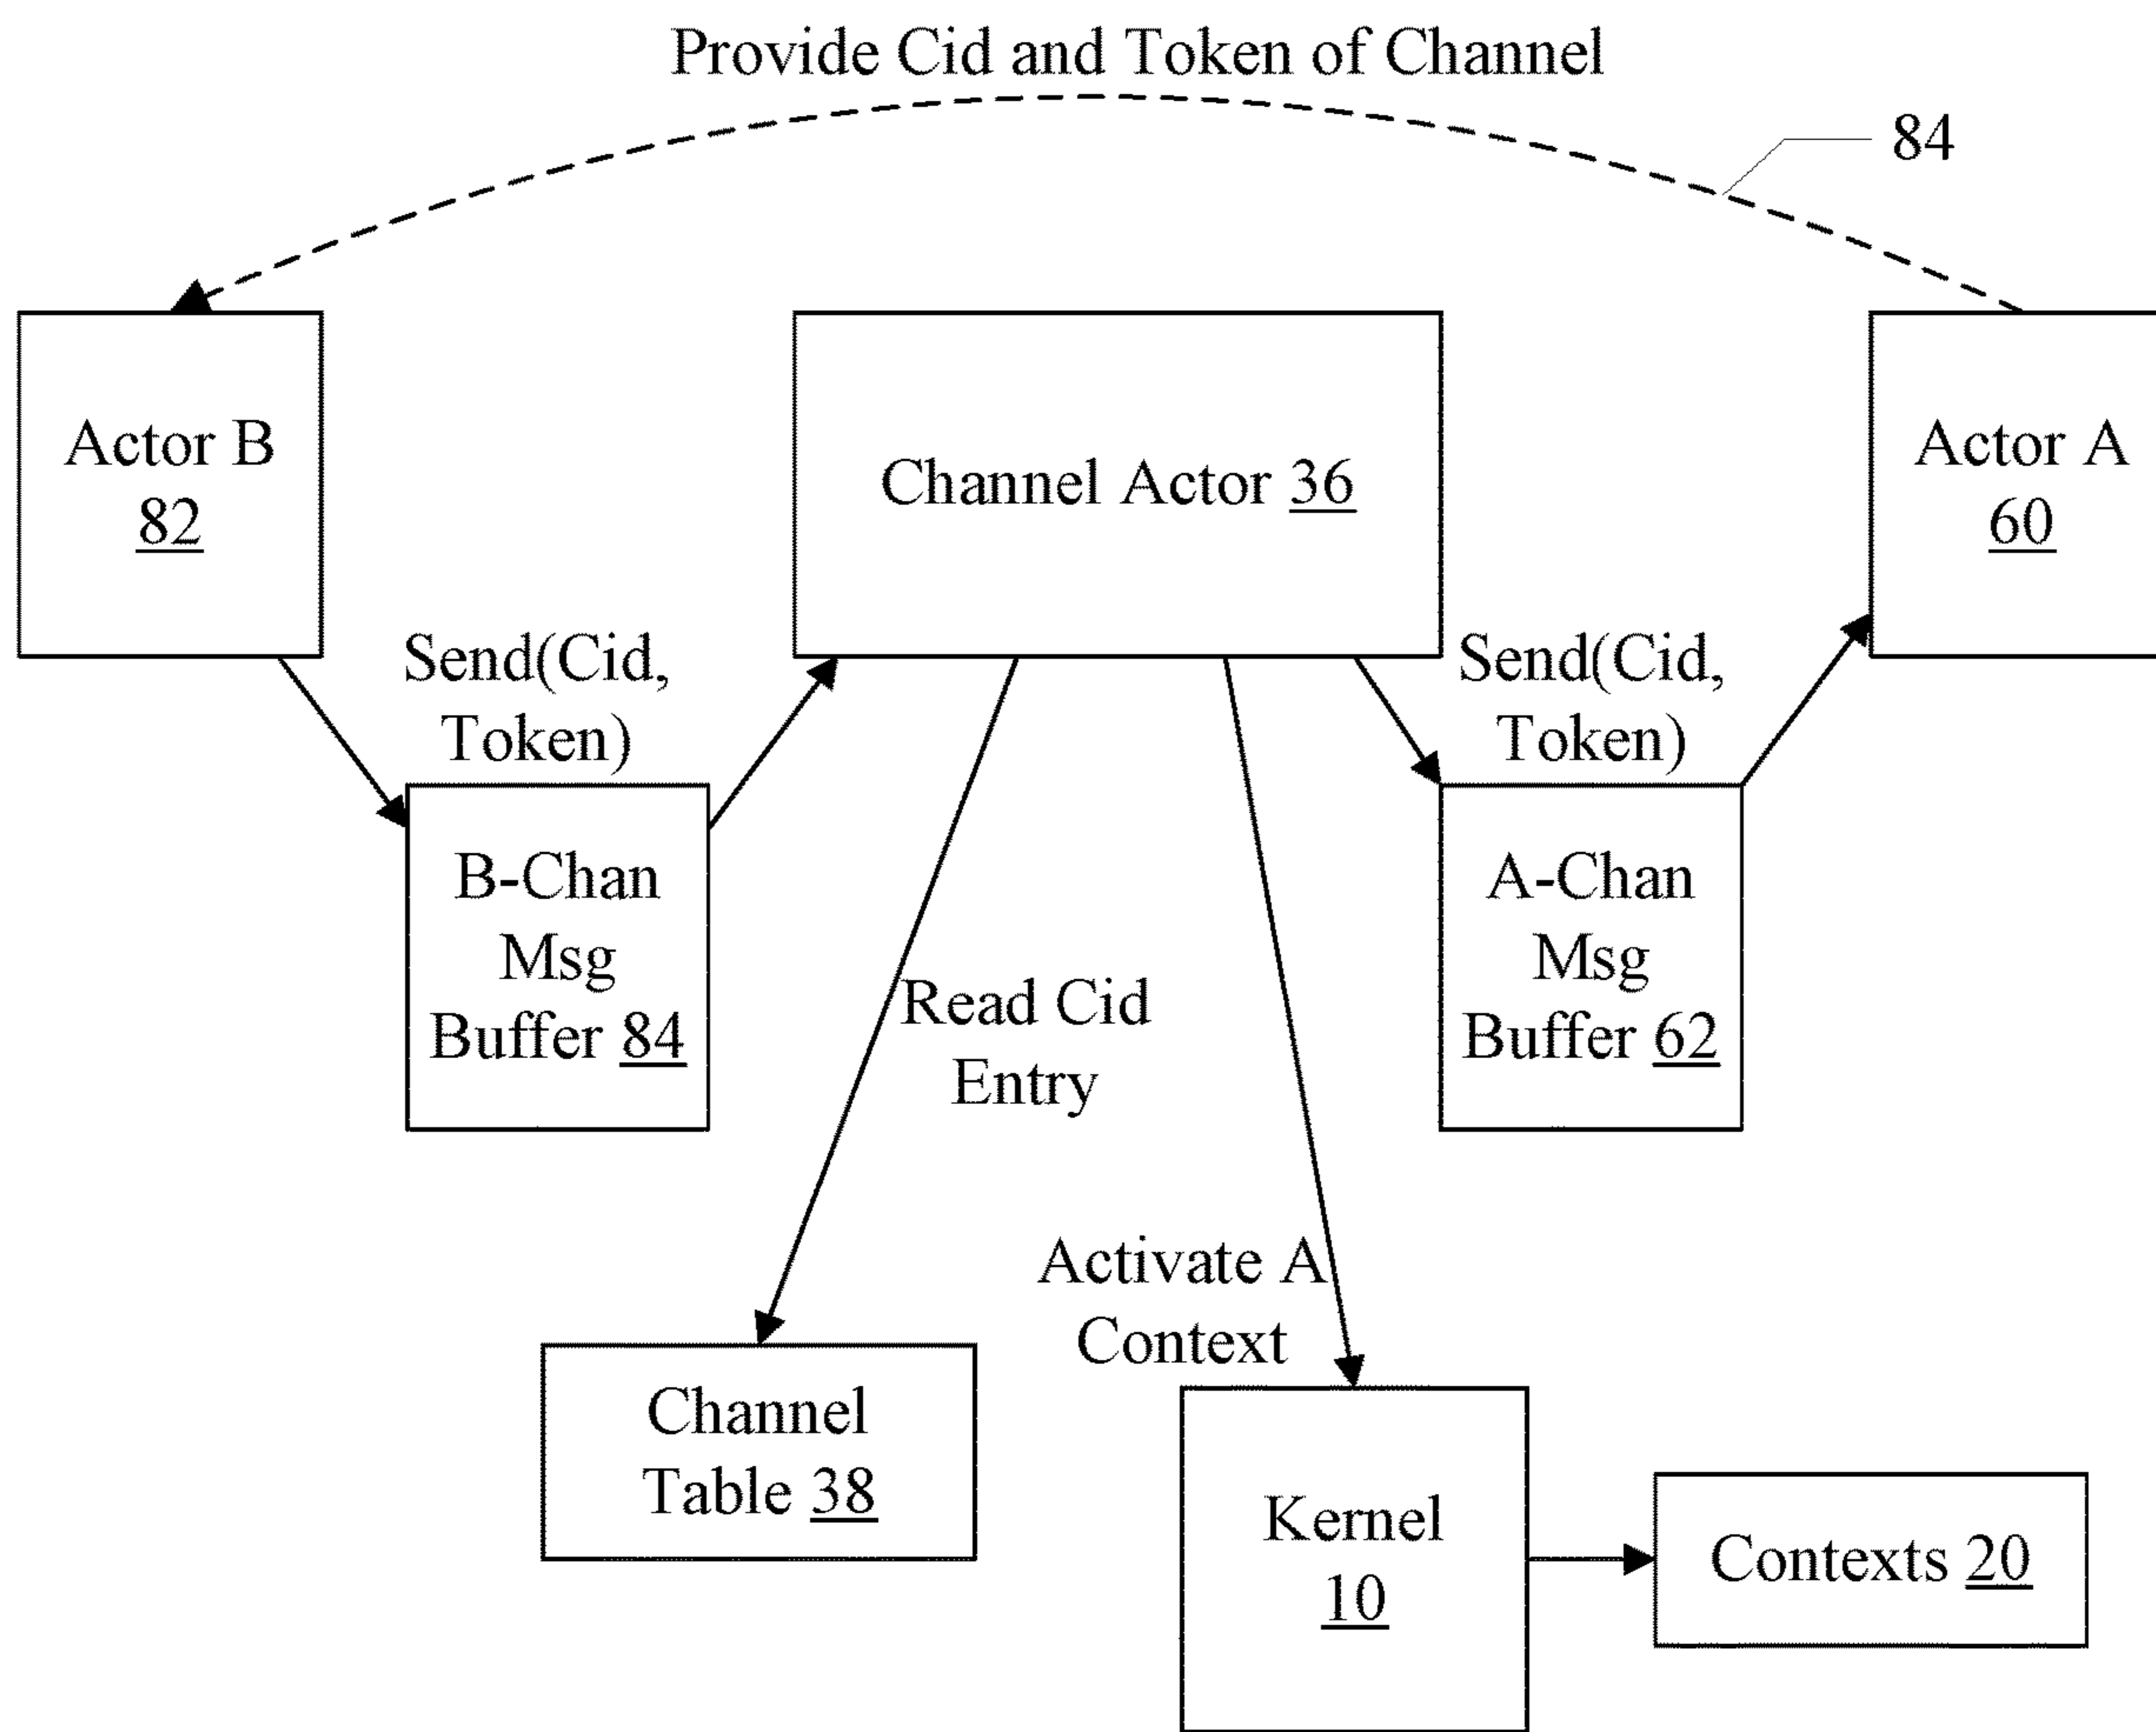 Provide Cid and Token of Channel
84
Actor B
82
Channel Actor 36
Actor A
60
Send(Cid,
Token)
Send(Cid,
Token)
B-Chan
Msg
Buffer 84
A-Chan
Msg
Buffer 62
Read Cid
Entry
Activate A
Context
Channel
Table 38
Kernel
10
Contexts 20